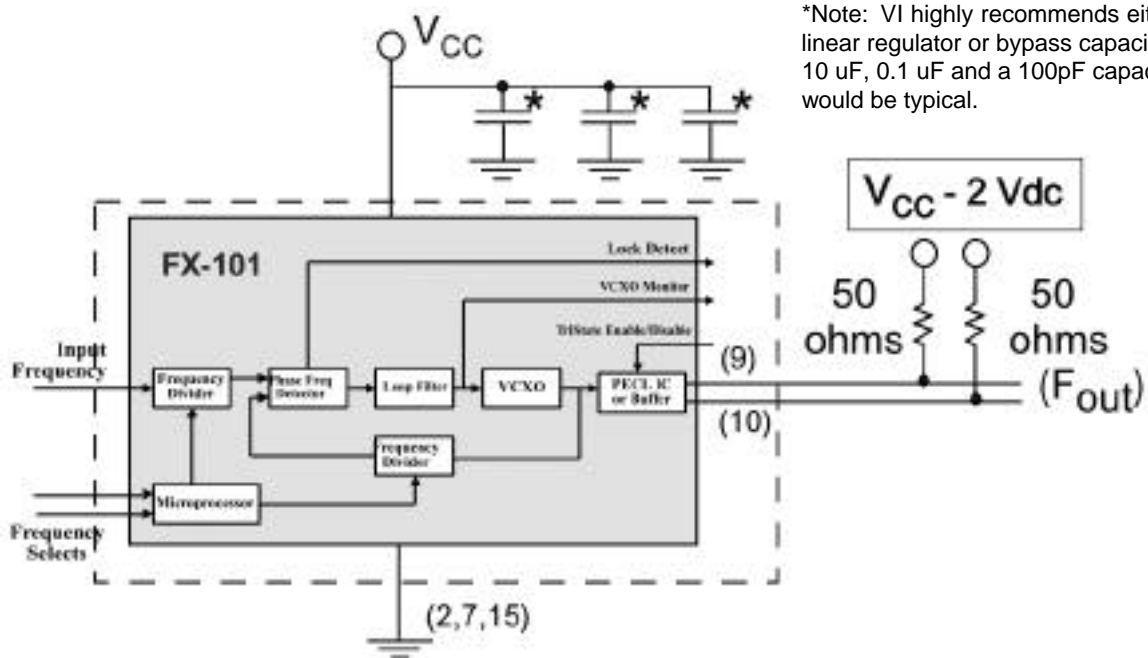 *Note: VI highly recommends eit
linear regulator or bypass capaci
10 uF, 0.1 uF and a 100pF capac
would be typical.
VCC
* * *
VCC - 2 Vdc
FX-101
Lock Detect
VCXO Monitor
TriState Enable/Disable
50
ohms
50
ohms
Input
Frequency
Frequency
Divider
Phase Freq
Detector
Loop Filter
VCXO
PECL IC
or Buffer
(9)
(10)
(Fout)
Frequency
Divider
Microprocessor
Frequency
Selects
(2,7,15)